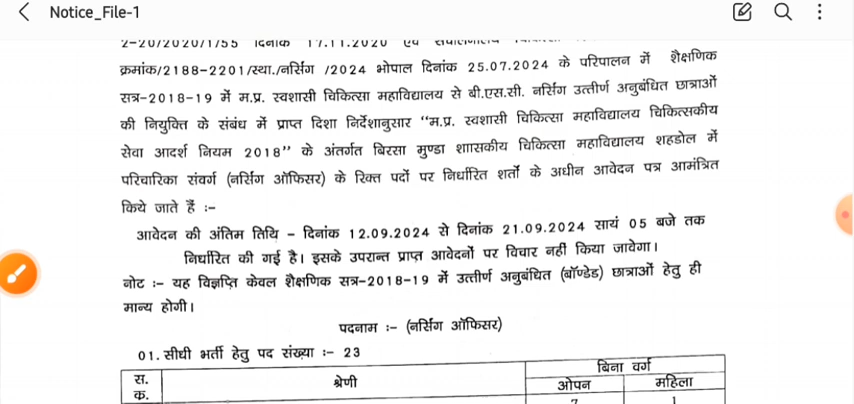 Notice_File-1
2-20/2020/1/55 दिनांक 17.11.2020 एवं
क्रमांक/2188-2201/स्था./नर्सिंग /2024 भोपाल दिनांक 25.07.2024 के परिपालन में शैक्षणिक
सत्र-2018-19 में म.प्र. स्वशासी चिकित्सा महाविद्यालय से बी.एस.सी. नर्सिंग उत्तीर्ण अनुबंधित छात्राओं
की नियुक्ति के संबंध में प्राप्त दिशा निर्देशानुसार “म.प्र. स्वशासी चिकित्सा महाविद्यालय चिकित्सकीय
सेवा आदर्श नियम 2018” के अंतर्गत बिरसा मुण्डा शाासकीय चिकित्सा महाविद्यालय शहडोल में
परिचारिका संवर्ग (नर्सिंग ऑफिसर) के रिक्त पदों पर निर्धारित शर्तों के अधीन आवेदन पत्र आमंत्रित
किये जाते हैं :-
आवेदन की अंतिम तिथि - दिनांक 12.09.2024 से दिनांक 21.09.2024 सायं 05 बजे तक
निर्धारित की गई है। इसके उपरान्त प्राप्त आवेदनों पर विचार नहीं किया जावेगा।
नोट :- यह विज्ञप्ति केवल शैक्षणिक सत्र-2018-19 में उत्तीर्ण अनुबंधित (बॉण्डेड) छात्राओं हेतु ही
मान्य होगी।
पदनाम :- (नर्सिंग ऑफिसर)
01. सीधी भर्ती हेतु पद संख्या :- 23
स. क्र. श्रेणी बिना वर्ग
ओपन महिला
7 1